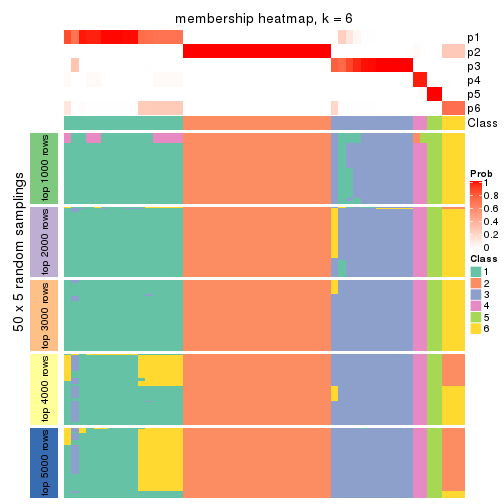 membership heatmap, k = 6
p1
p2
p3
p4
p5
p6
Class
50 x 5 random samplings
top 1000 rows
top 2000 rows
top 3000 rows
top 4000 rows
top 5000 rows
Prob
1
0.8
0.6
0.4
0.2
0
Class
1
2
3
4
5
6